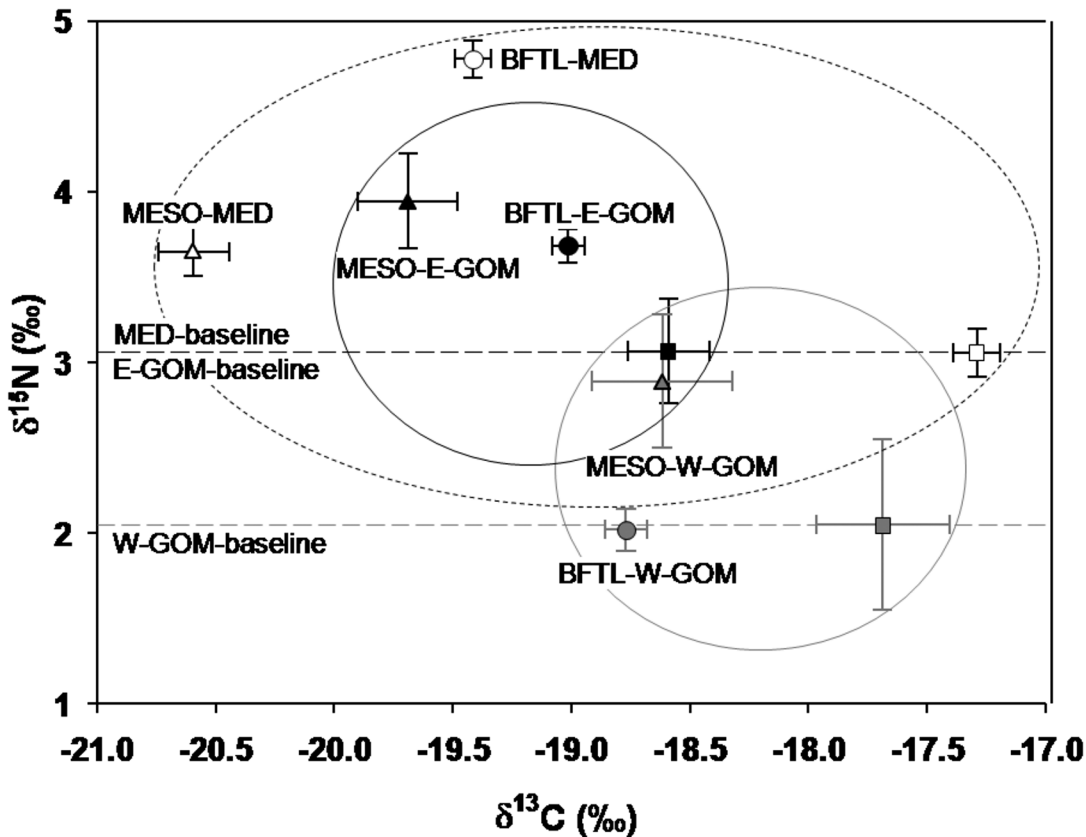 5
BFTL-MED
4
MESO-MED
BFTL-E-GOM
MESO-E-GOM
MED-baseline
3
E-GOM-baseline
MESO-W-GOM
2
W-GOM-baseline
BFTL-W-GOM
1
δ¹⁵N (‰)
-21.0 -20.5 -20.0 -19.5 -19.0 -18.5 -18.0 -17.5 -17.0
δ¹³C (‰)